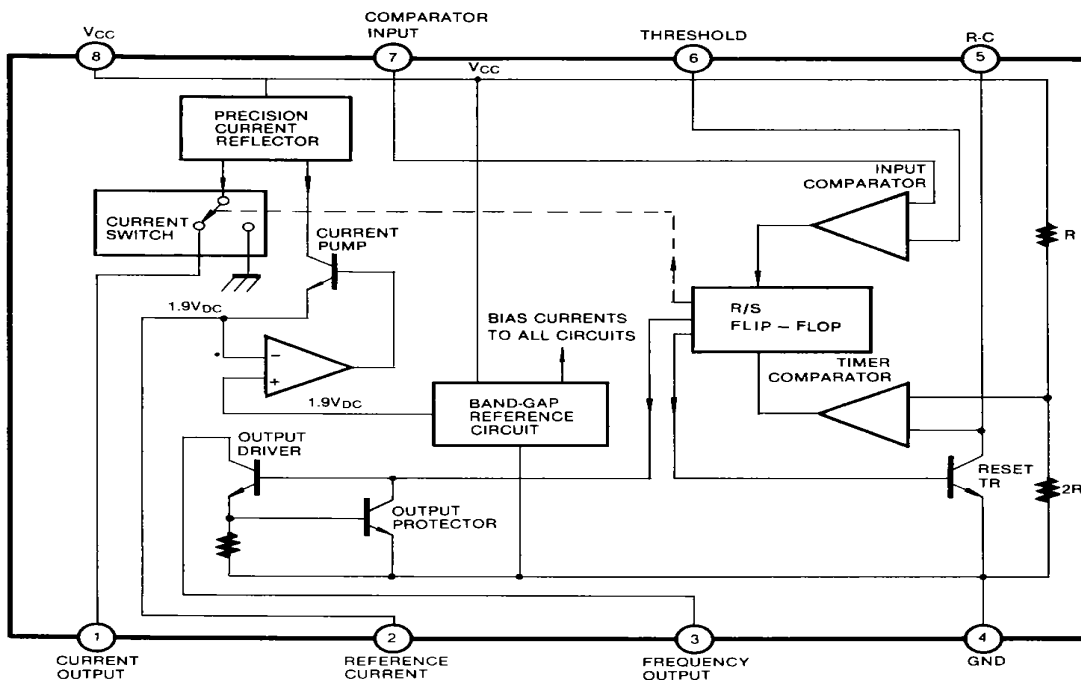 VCC
8
COMPARATOR
INPUT
7
THRESHOLD
6
R-C
5
VCC
PRECISION
CURRENT
REFLECTOR
INPUT
COMPARATOR
CURRENT
SWITCH
CURRENT
PUMP
R
1.9VDC
BIAS CURRENTS
TO ALL CIRCUITS
R/S
FLIP – FLOP
−
+
TIMER
COMPARATOR
1.9VDC
BAND-GAP
REFERENCE
CIRCUIT
OUTPUT
DRIVER
RESET
TR
2R
OUTPUT
PROTECTOR
1
CURRENT
OUTPUT
2
REFERENCE
CURRENT
3
FREQUENCY OUTPUT
4
GND